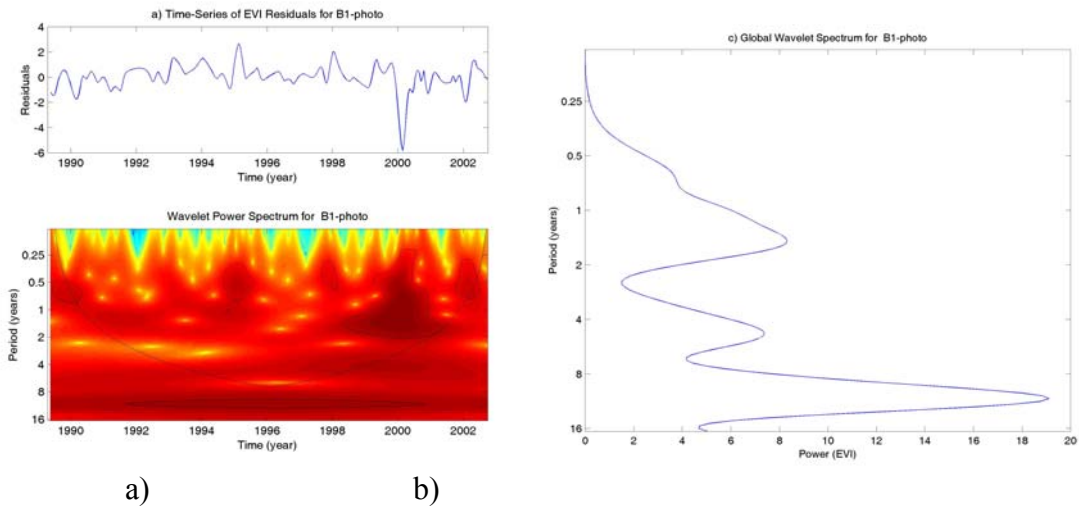 a) Time-Series of EVI Residuals for B1-photo
4
2
0
-2
-4
-6
Residuals
1990 1992 1994 1996 1998 2000 2002
Time (year)
Wavelet Power Spectrum for B1-photo
0.25
0.5
1
2
4
8
16
Period (years)
1990 1992 1994 1996 1998 2000 2002
Time (year)
c) Global Wavelet Spectrum for B1-photo
0.25
0.5
1
2
4
8
16
Period (years)
0 2 4 6 8 10 12 14 16 18 20
Power (EVI)
a) b)